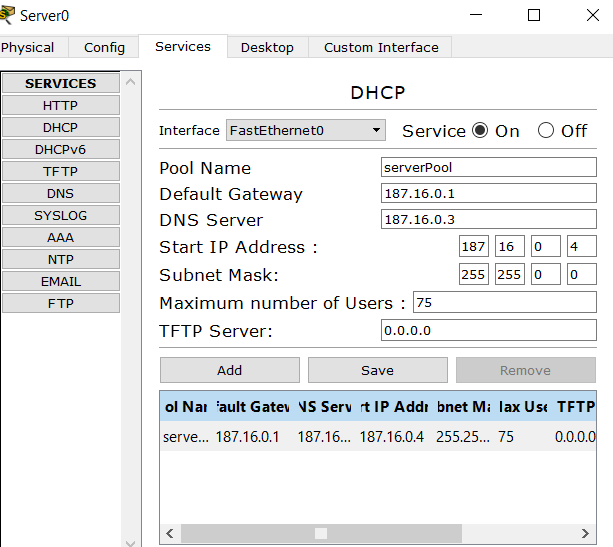 Server0
Physical Config Services Desktop Custom Interface
SERVICES
HTTP
DHCP
DHCPv6
TFTP
DNS
SYSLOG
AAA
NTP
EMAIL
FTP
DHCP
Interface FastEthernet0 Service On Off
Pool Name serverPool
Default Gateway 187.16.0.1
DNS Server 187.16.0.3
Start IP Address : 187 16 0 4
Subnet Mask: 255 255 0 0
Maximum number of Users : 75
TFTP Server: 0.0.0.0
Add Save Remove
ol Nar fault Gatew NS Serv rt IP Addr bnet Ma lax Use TFTP
serve... 187.16.0.1 187.16... 187.16.0.4 255.25... 75 0.0.0.0